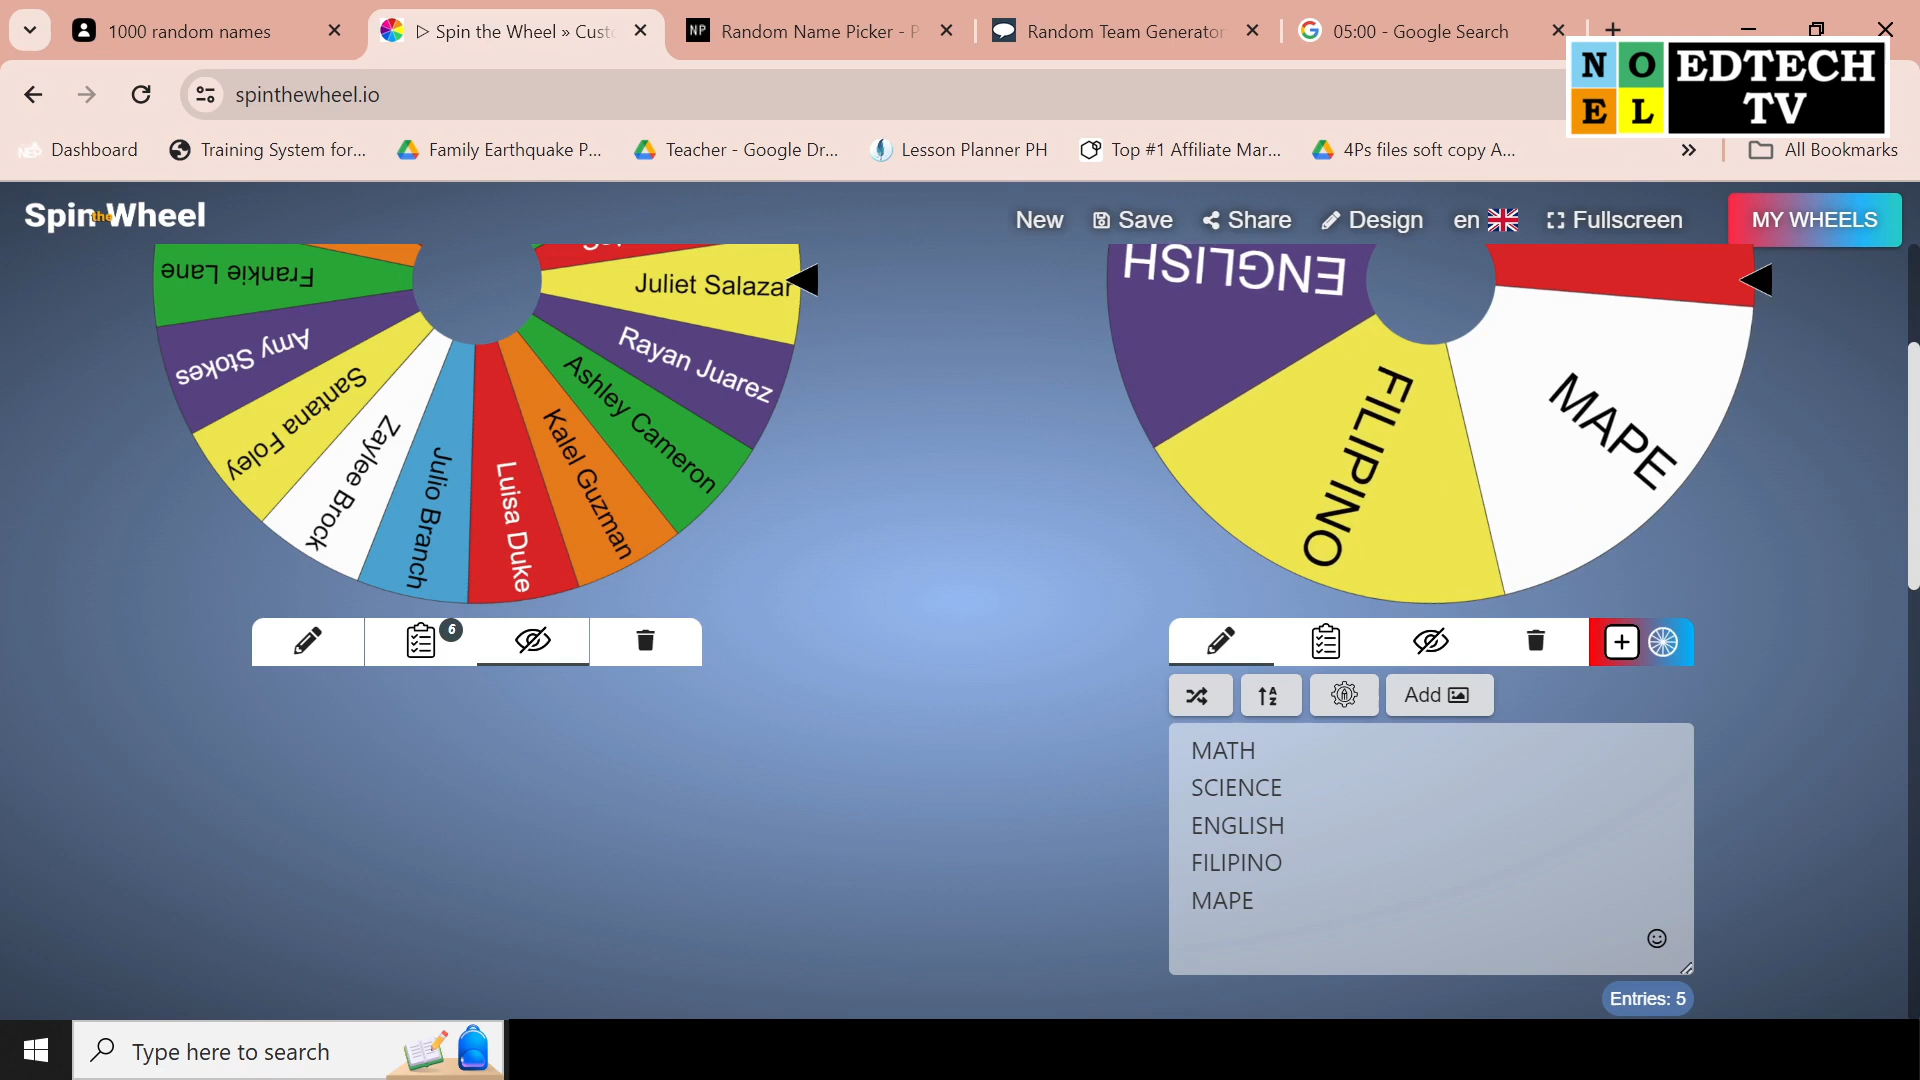 1000 random names
▷ Spin the Wheel » Cust
NP
Random Name Picker - P
Random Team Generator
05:00 - Google Search
spinthewheel.io
NOEL
EDTECH TV
Dashboard
Training System for...
Family Earthquake P...
Teacher - Google Dr...
Lesson Planner PH
Top #1 Affiliate Mar...
4Ps files soft copy A...
All Bookmarks
Spin the Wheel
New
Save
Share
Design
en
Fullscreen
MY WHEELS
Frankie Lane
Amy Stokes
Santana Foley
Zaylee Brock
Julio Branch
Luisa Duke
Kalel Guzman
Ashley Cameron
Rayan Juarez
Juliet Salazar
ENGLISH
FILIPINO
MAPE
6
Add
MATH
SCIENCE
ENGLISH
FILIPINO
MAPE
Entries: 5
Type here to search